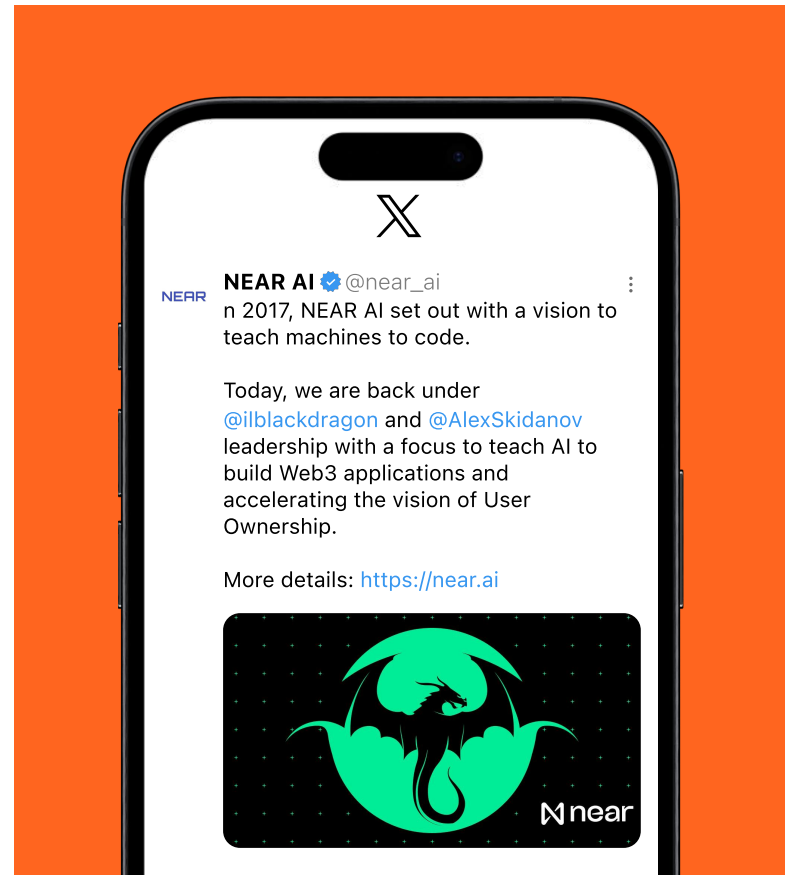 NEAR AI @near_ai
NEAR
n 2017, NEAR AI set out with a vision to
teach machines to code.
Today, we are back under
@ilblackdragon and @AlexSkidanov
leadership with a focus to teach AI to
build Web3 applications and
accelerating the vision of User
Ownership.
More details: https://near.ai
near